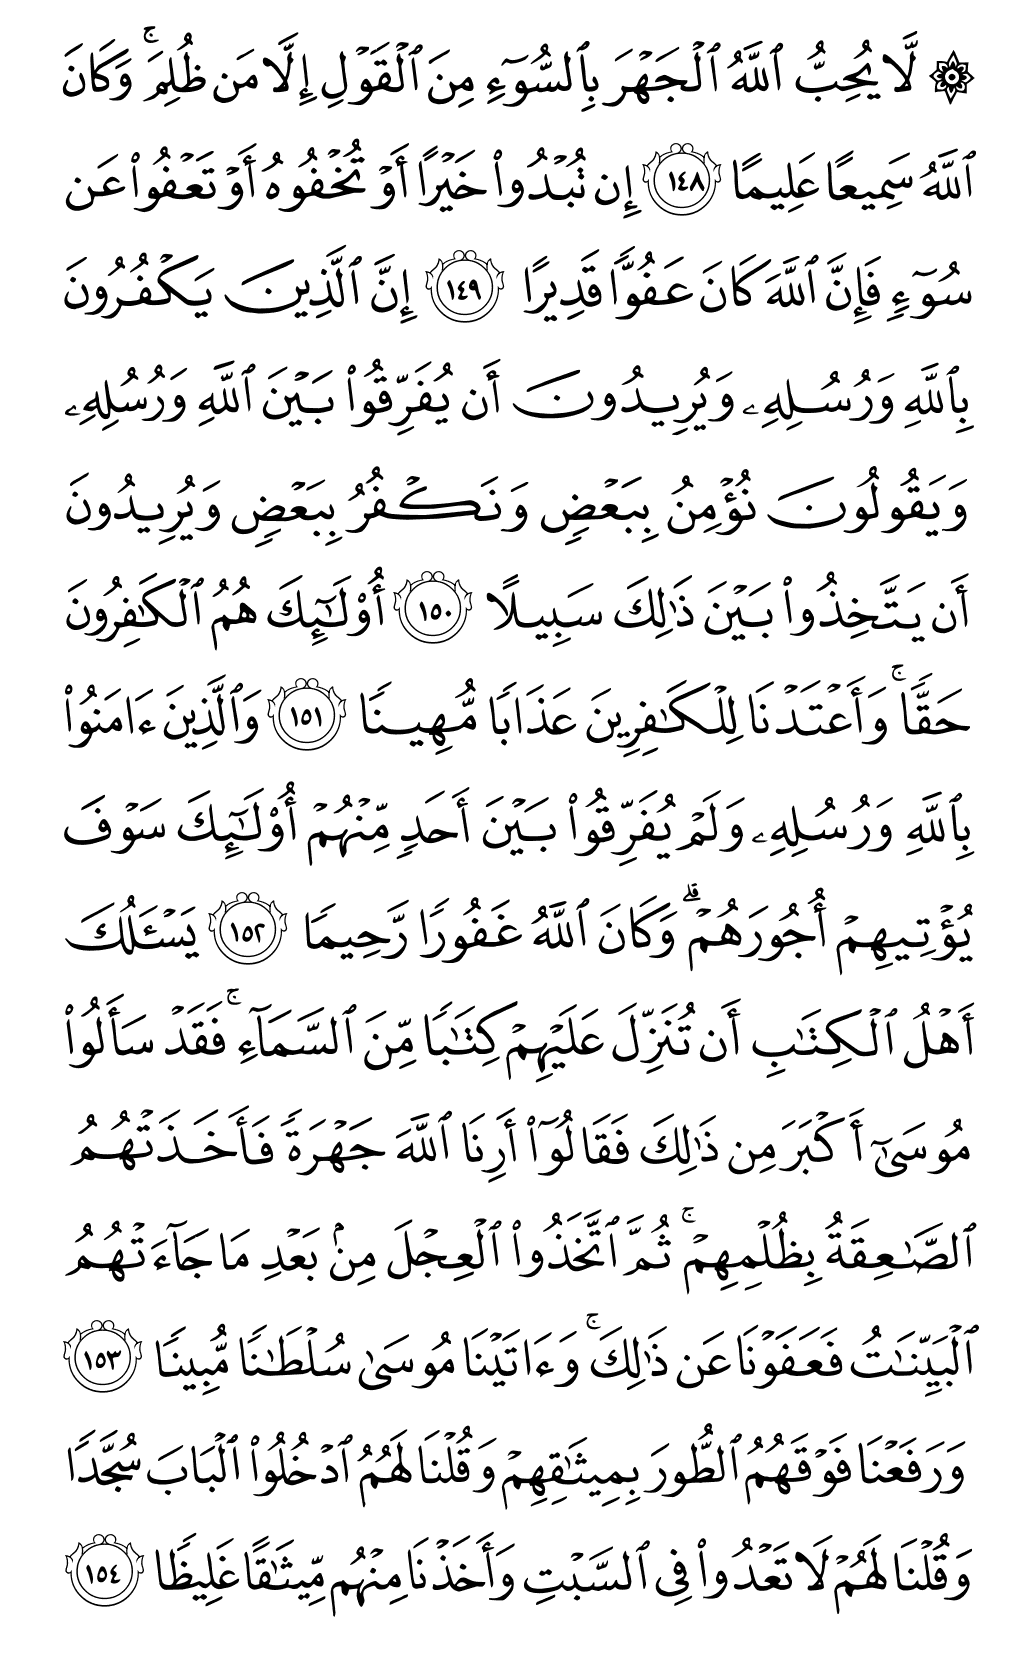 ۞ لَّا يُحِبُّ ٱللَّهُ ٱلْجَهْرَ بِٱلسُّوٓءِ مِنَ ٱلْقَوْلِ إِلَّا مَن ظُلِمَ ۚ وَكَانَ
ٱللَّهُ سَمِيعًا عَلِيمًا ١٤٨ إِن تُبْدُوا۟ خَيْرًا أَوْ تُخْفُوهُ أَوْ تَعْفُوا۟ عَن
سُوٓءٍ فَإِنَّ ٱللَّهَ كَانَ عَفُوًّا قَدِيرًا ١٤٩ إِنَّ ٱلَّذِينَ يَكْفُرُونَ
بِٱللَّهِ وَرُسُلِهِۦ وَيُرِيدُونَ أَن يُفَرِّقُوا۟ بَيْنَ ٱللَّهِ وَرُسُلِهِۦ
وَيَقُولُونَ نُؤْمِنُ بِبَعْضٍ وَنَكْفُرُ بِبَعْضٍ وَيُرِيدُونَ
أَن يَتَّخِذُوا۟ بَيْنَ ذَٰلِكَ سَبِيلًا ١٥٠ أُو۟لَـٰٓئِكَ هُمُ ٱلْكَـٰفِرُونَ
حَقًّا ۚ وَأَعْتَدْنَا لِلْكَـٰفِرِينَ عَذَابًا مُّهِينًا ١٥١ وَٱلَّذِينَ ءَامَنُوا۟
بِٱللَّهِ وَرُسُلِهِۦ وَلَمْ يُفَرِّقُوا۟ بَيْنَ أَحَدٍ مِّنْهُمْ أُو۟لَـٰٓئِكَ سَوْفَ
يُؤْتِيهِمْ أُجُورَهُمْ ۗ وَكَانَ ٱللَّهُ غَفُورًا رَّحِيمًا ١٥٢ يَسْـَٔلُكَ
أَهْلُ ٱلْكِتَـٰبِ أَن تُنَزِّلَ عَلَيْهِمْ كِتَـٰبًا مِّنَ ٱلسَّمَآءِ ۚ فَقَدْ سَأَلُوا۟
مُوسَىٰٓ أَكْبَرَ مِن ذَٰلِكَ فَقَالُوٓا۟ أَرِنَا ٱللَّهَ جَهْرَةً فَأَخَذَتْهُمُ
ٱلصَّـٰعِقَةُ بِظُلْمِهِمْ ۚ ثُمَّ ٱتَّخَذُوا۟ ٱلْعِجْلَ مِنۢ بَعْدِ مَا جَآءَتْهُمُ
ٱلْبَيِّنَـٰتُ فَعَفَوْنَا عَن ذَٰلِكَ ۚ وَءَاتَيْنَا مُوسَىٰ سُلْطَـٰنًا مُّبِينًا ١٥٣
وَرَفَعْنَا فَوْقَهُمُ ٱلطُّورَ بِمِيثَـٰقِهِمْ وَقُلْنَا لَهُمُ ٱدْخُلُوا۟ ٱلْبَابَ سُجَّدًا
وَقُلْنَا لَهُمْ لَا تَعْدُوا۟ فِى ٱلسَّبْتِ وَأَخَذْنَا مِنْهُم مِّيثَـٰقًا غَلِيظًا ١٥٤